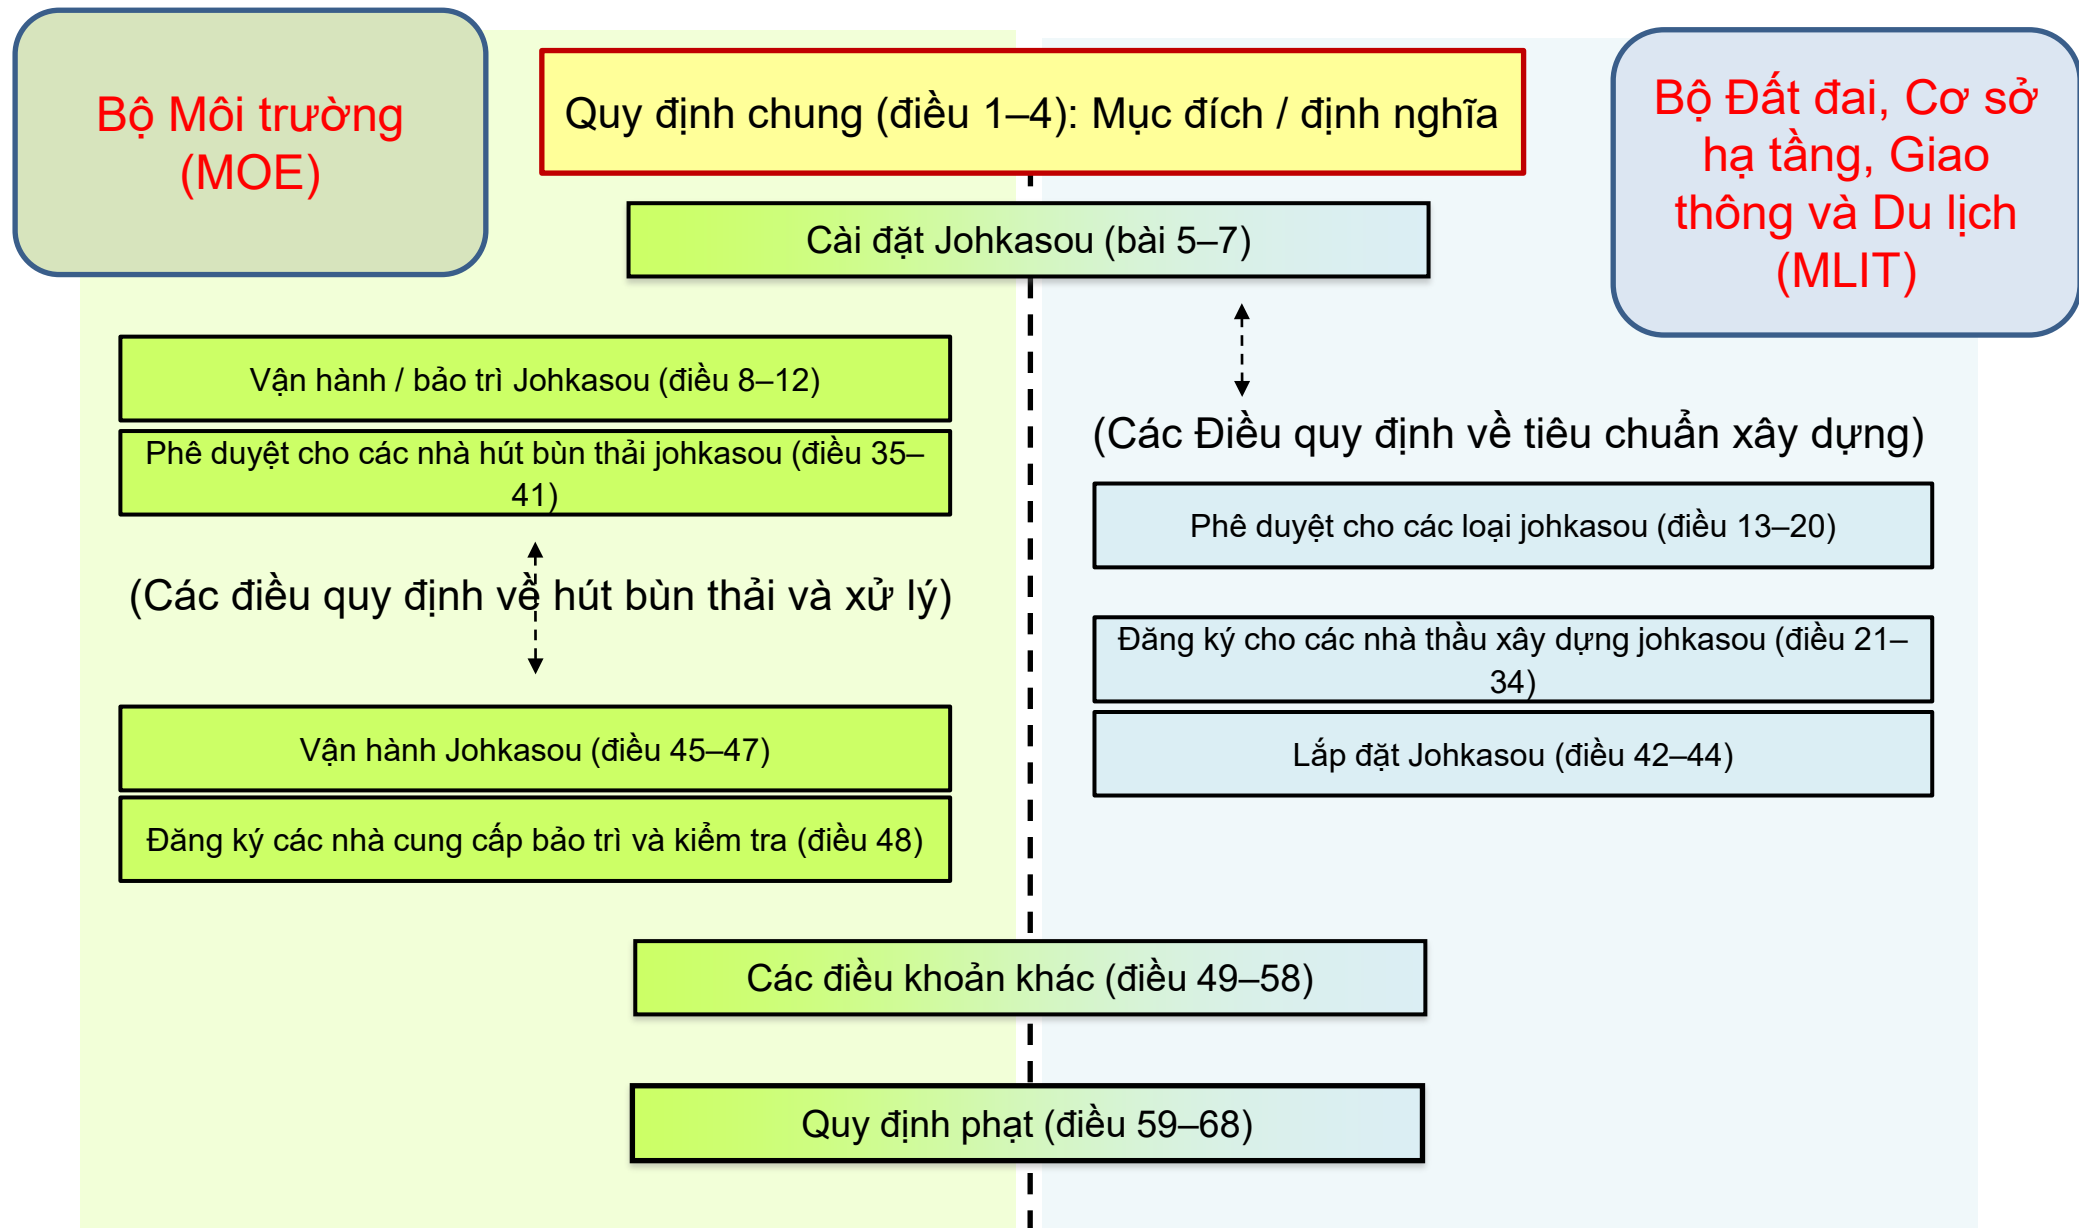 Bộ Môi trường
(MOE)
Quy định chung (điều 1–4): Mục đích / định nghĩa
Bộ Đất đai, Cơ sở
hạ tầng, Giao
thông và Du lịch
(MLIT)
Cài đặt Johkasou (bài 5–7)
Vận hành / bảo trì Johkasou (điều 8–12)
Phê duyệt cho các nhà hút bùn thải johkasou (điều 35–
41)
(Các điều quy định về hút bùn thải và xử lý)
Vận hành Johkasou (điều 45–47)
Đăng ký các nhà cung cấp bảo trì và kiểm tra (điều 48)
(Các Điều quy định về tiêu chuẩn xây dựng)
Phê duyệt cho các loại johkasou (điều 13–20)
Đăng ký cho các nhà thầu xây dựng johkasou (điều 21–
34)
Lắp đặt Johkasou (điều 42–44)
Các điều khoản khác (điều 49–58)
Quy định phạt (điều 59–68)